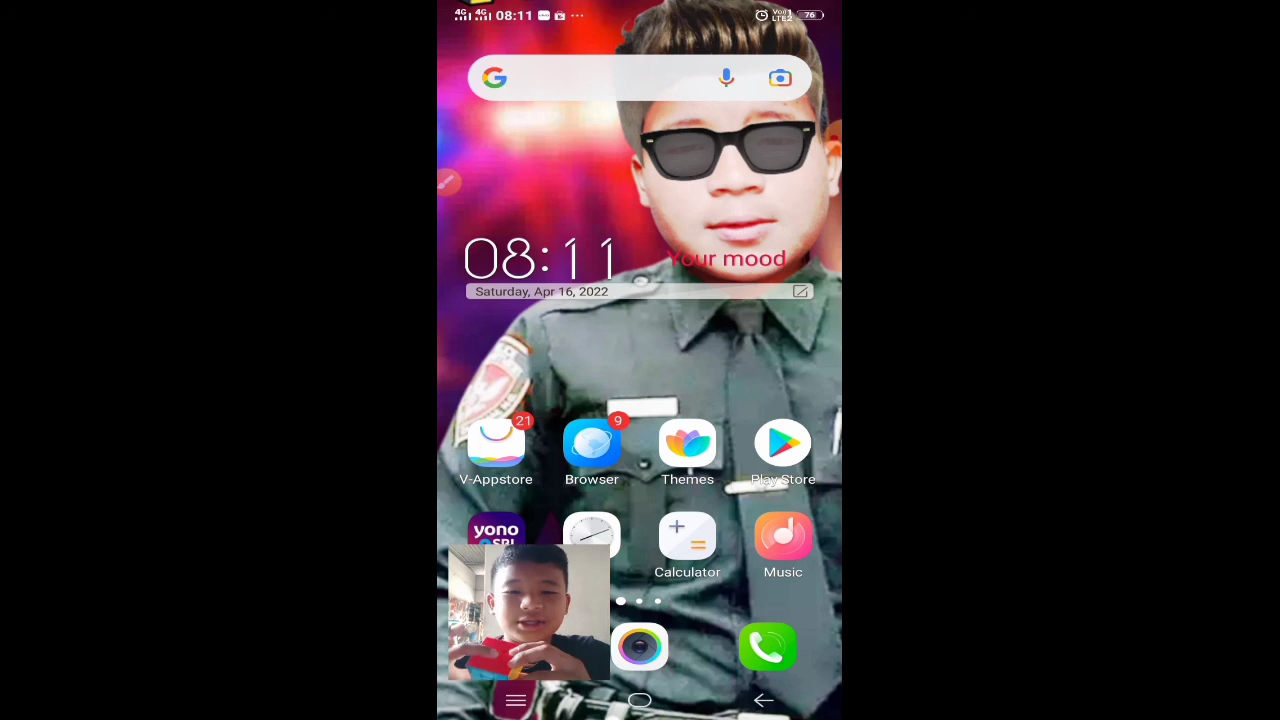 4G 4G 08:11 ... Vo1 LTE2 76
08:11
Your mood
Saturday, Apr 16, 2022
21 9
V-Appstore Browser Themes Play Store
yono
SBI
Calculator Music